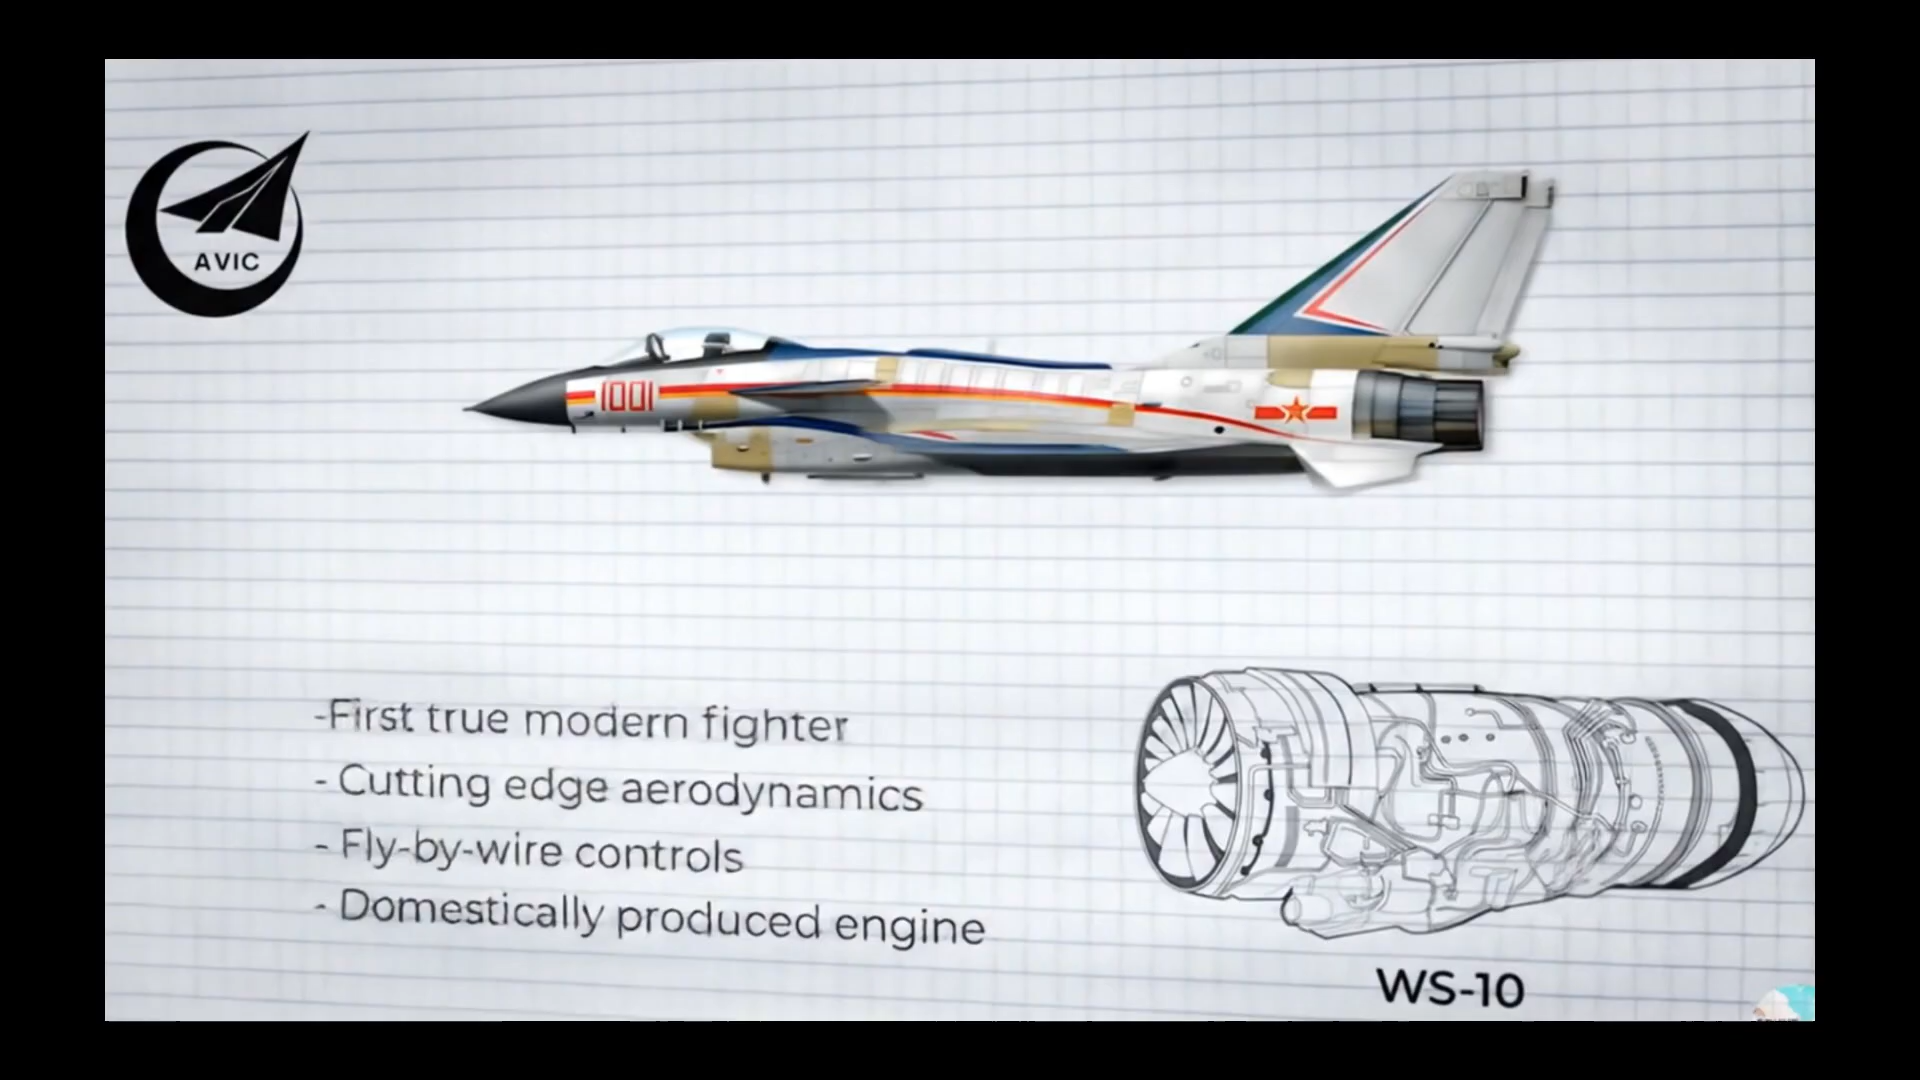 AVIC
1001
-First true modern fighter
- Cutting edge aerodynamics
- Fly-by-wire controls
- Domestically produced engine
WS-10